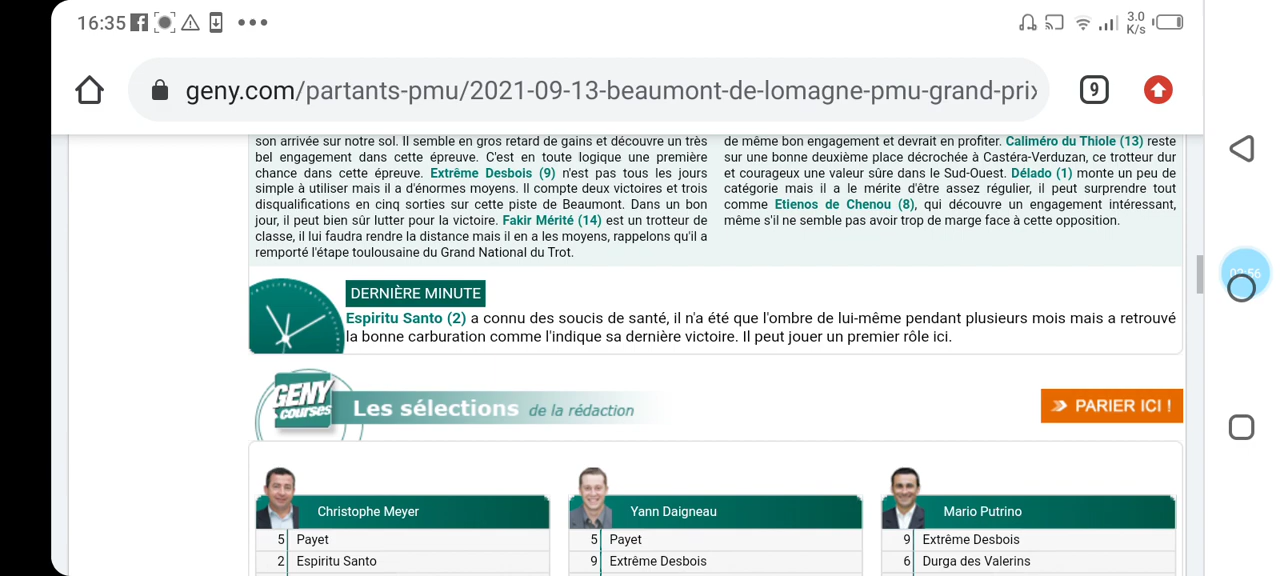 16:35 3.0 K/s
geny.com/partants-pmu/2021-09-13-beaumont-de-lomagne-pmu-grand-prix
9
son arrivée sur notre sol. Il semble en gros retard de gains et découvre un très
bel engagement dans cette épreuve. C'est en toute logique une première
chance dans cette épreuve. Extrême Desbois (9) n'est pas tous les jours
simple à utiliser mais il a d'énormes moyens. Il compte deux victoires et trois
disqualifications en cinq sorties sur cette piste de Beaumont. Dans un bon
jour, il peut bien sûr lutter pour la victoire. Fakir Mérité (14) est un trotteur de
classe, il lui faudra rendre la distance mais il en a les moyens, rappelons qu'il a
remporté l'étape toulousaine du Grand National du Trot.
de même bon engagement et devrait en profiter. Caliméro du Thiole (13) reste
sur une bonne deuxième place décrochée à Castéra-Verduzan, ce trotteur dur
et courageux une valeur sûre dans le Sud-Ouest. Délado (1) monte un peu de
catégorie mais il a le mérite d'être assez régulier, il peut surprendre tout
comme Etienos de Chenou (8), qui découvre un engagement intéressant,
même s'il ne semble pas avoir trop de marge face à cette opposition.
DERNIÈRE MINUTE
Espiritu Santo (2) a connu des soucis de santé, il n'a été que l'ombre de lui-même pendant plusieurs mois mais a retrouvé
la bonne carburation comme l'indique sa dernière victoire. Il peut jouer un premier rôle ici.
02:56
GENY
courses
Les sélections de la rédaction
PARIER ICI !
Christophe Meyer
5 Payet
2 Espiritu Santo
Yann Daigneau
5 Payet
9 Extrême Desbois
Mario Putrino
9 Extrême Desbois
6 Durga des Valerins